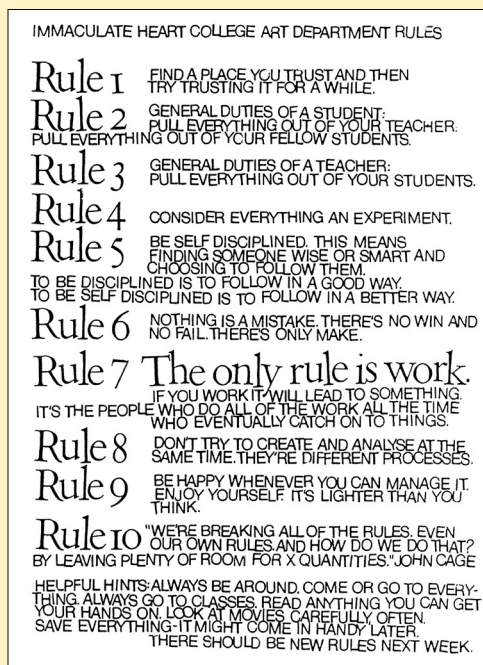 IMMACULATE HEART COLLEGE ART DEPARTMENT RULES
Rule 1 FIND A PLACE YOU TRUST AND THEN
TRY TRUSTING IT FOR A WHILE.
Rule 2 GENERAL DUTIES OF A STUDENT:
PULL EVERYTHING OUT OF YOUR TEACHER.
PULL EVERYTHING OUT OF YOUR FELLOW STUDENTS.
Rule 3 GENERAL DUTIES OF A TEACHER:
PULL EVERYTHING OUT OF YOUR STUDENTS.
Rule 4 CONSIDER EVERYTHING AN EXPERIMENT.
Rule 5 BE SELF DISCIPLINED. THIS MEANS
FINDING SOMEONE WISE OR SMART AND
CHOOSING TO FOLLOW THEM.
TO BE DISCIPLINED IS TO FOLLOW IN A GOOD WAY.
TO BE SELF DISCIPLINED IS TO FOLLOW IN A BETTER WAY.
Rule 6 NOTHING IS A MISTAKE. THERE'S NO WIN AND
NO FAIL. THERE'S ONLY MAKE.
Rule 7 The only rule is work.
IF YOU WORK IT WILL LEAD TO SOMETHING.
IT'S THE PEOPLE WHO DO ALL OF THE WORK ALL THE TIME
WHO EVENTUALLY CATCH ON TO THINGS.
Rule 8 DON'T TRY TO CREATE AND ANALYSE AT THE
SAME TIME. THEY'RE DIFFERENT PROCESSES.
Rule 9 BE HAPPY WHENEVER YOU CAN MANAGE IT.
ENJOY YOURSELF. IT'S LIGHTER THAN YOU
THINK.
Rule 10 "WE'RE BREAKING ALL OF THE RULES. EVEN
OUR OWN RULES. AND HOW DO WE DO THAT?
BY LEAVING PLENTY OF ROOM FOR X QUANTITIES." JOHN CAGE
HELPFUL HINTS: ALWAYS BE AROUND. COME OR GO TO EVERY-
THING. ALWAYS GO TO CLASSES. READ ANYTHING YOU CAN GET
YOUR HANDS ON. LOOK AT MOVIES CAREFULLY, OFTEN.
SAVE EVERYTHING-IT MIGHT COME IN HANDY LATER.
THERE SHOULD BE NEW RULES NEXT WEEK.